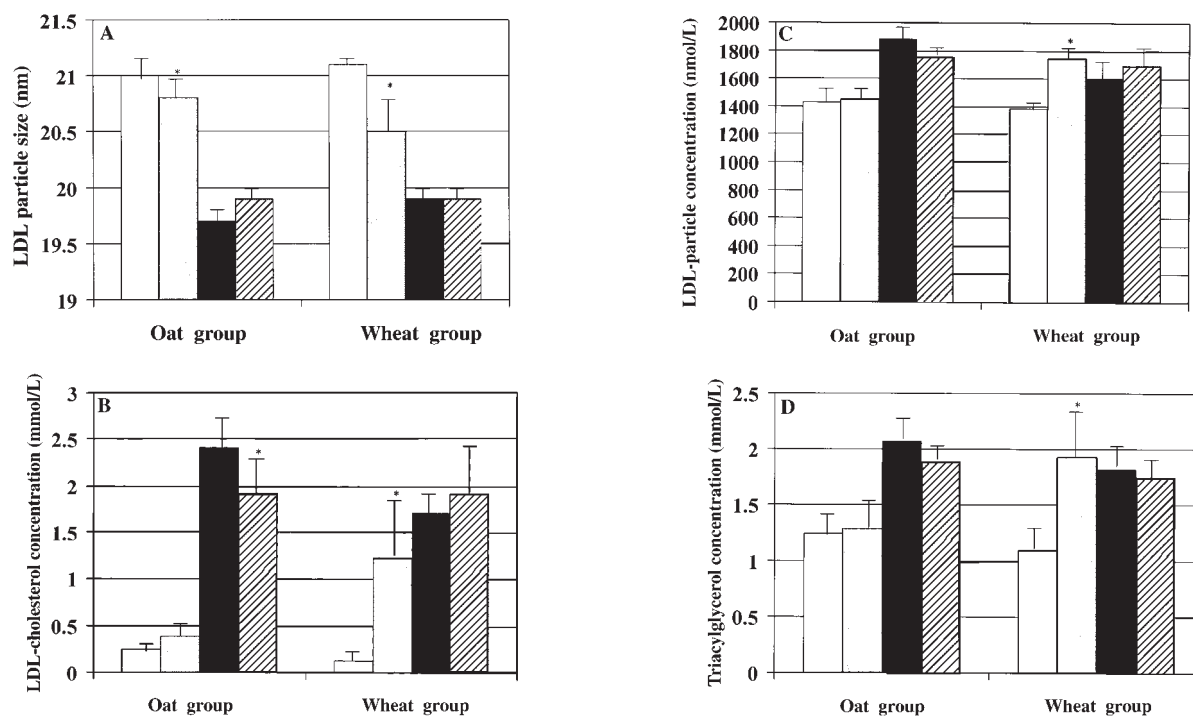 A
LDL particle size (nm)
21.5
21
20.5
20
19.5
19
*
*
Oat group
Wheat group
C
LDL-particle concentration (nmol/L)
2000
1800
1600
1400
1200
1000
800
600
400
200
0
*
Oat group
Wheat group
B
LDL-cholesterol concentration (mmol/L)
3
2.5
2
1.5
1
0.5
0
*
*
Oat group
Wheat group
D
Triacylglycerol concentration (mmol/L)
2.5
2
1.5
1
0.5
0
*
Oat group
Wheat group